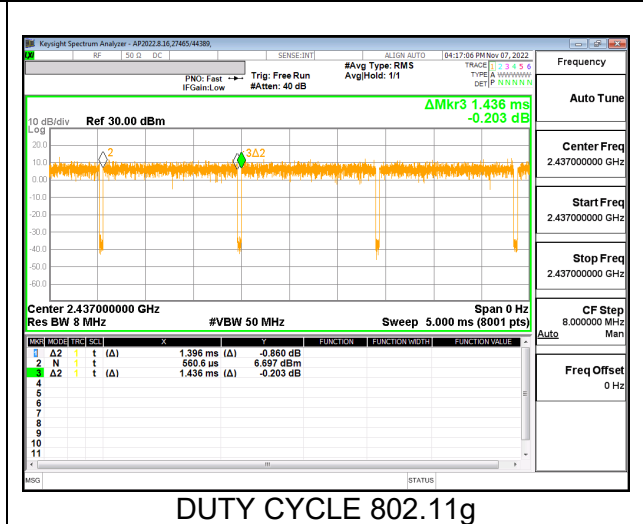 Keysight Spectrum Analyzer - AP2022.8.16,27465/44389,
RF 50 Ω DC SENSE:INT ALIGN AUTO 04:17:06 PM Nov 07, 2022
#Avg Type: RMS TRACE 1 2 3 4 5 6
PNO: Fast Trig: Free Run Avg|Hold: 1/1 TYPE A WWWWW
IFGain:Low #Atten: 40 dB DET P N N N N N
ΔMkr3 1.436 ms
-0.203 dB
10 dB/div Ref 30.00 dBm
Log
20.0
10.0
0.00
-10.0
-20.0
-30.0
-40.0
-50.0
-60.0
2
3Δ2
Center 2.437000000 GHz Span 0 Hz
Res BW 8 MHz #VBW 50 MHz Sweep 5.000 ms (8001 pts)
MKR MODE TRC SCL X Y FUNCTION FUNCTION WIDTH FUNCTION VALUE
1 Δ2 1 t (Δ) 1.396 ms (Δ) -0.860 dB
2 N 1 t 560.6 µs 6.697 dBm
3 Δ2 1 t (Δ) 1.436 ms (Δ) -0.203 dB
4
5
6
7
8
9
10
11
MSG STATUS
Frequency
Auto Tune
Center Freq
2.437000000 GHz
Start Freq
2.437000000 GHz
Stop Freq
2.437000000 GHz
CF Step
8.000000 MHz
Auto Man
Freq Offset
0 Hz
DUTY CYCLE 802.11g